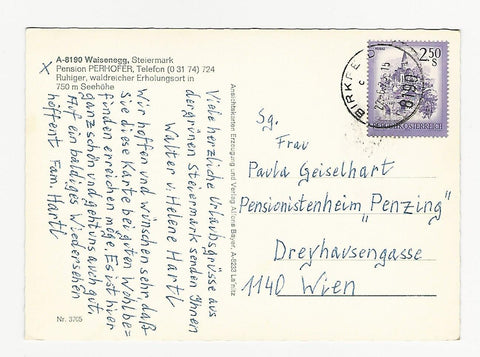 A-8190 Waisenegg, Steiermark
Pension PERHOFER, Telefon (0 31 74) 724
Ruhiger, waldreicher Erholungsort in
750 m Seehöhe
X
Viele herzliche Urlaubsgrüsse aus
der grünen Steiermark senden Ihnen
Walter u. Helene Hartl
Wir hoffen und wünschen sehr, daß
Sie diese Karte bei guten Wohlbe=
finden erreichen möge. Es ist hier
ganz schön und geht uns auch gut.
Auf ein baldiges Wiedersehen
hofft Fam. Hartl
Nr. 3705
Ansichtskarten Erzeugung und Verlag Alfons Bayer, A-8233
BIRKFELD
8190
2.50
S
REPUBLIK ÖSTERREICH
Sg.
Frau
Paula Geiselhart
Pensionistenheim „Penzing"
Dreyhausengasse
1140 Wien